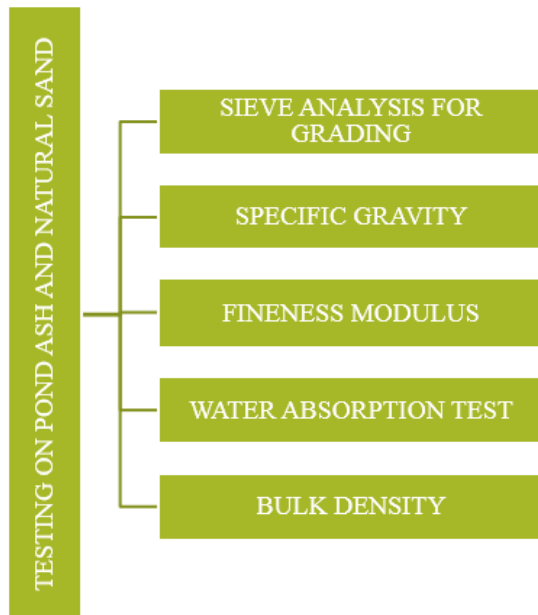 TESTING ON POND ASH AND NATURAL SAND
SIEVE ANALYSIS FOR
GRADING
SPECIFIC GRAVITY
FINENESS MODULUS
WATER ABSORPTION TEST
BULK DENSITY